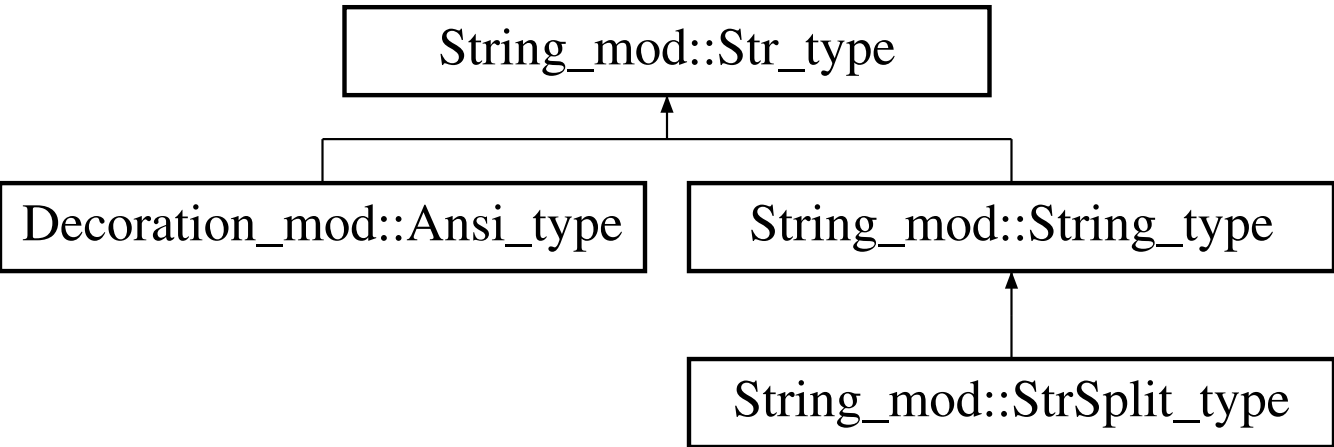 String_mod::Str_type
Decoration_mod::Ansi_type
String_mod::String_type
String_mod::StrSplit_type